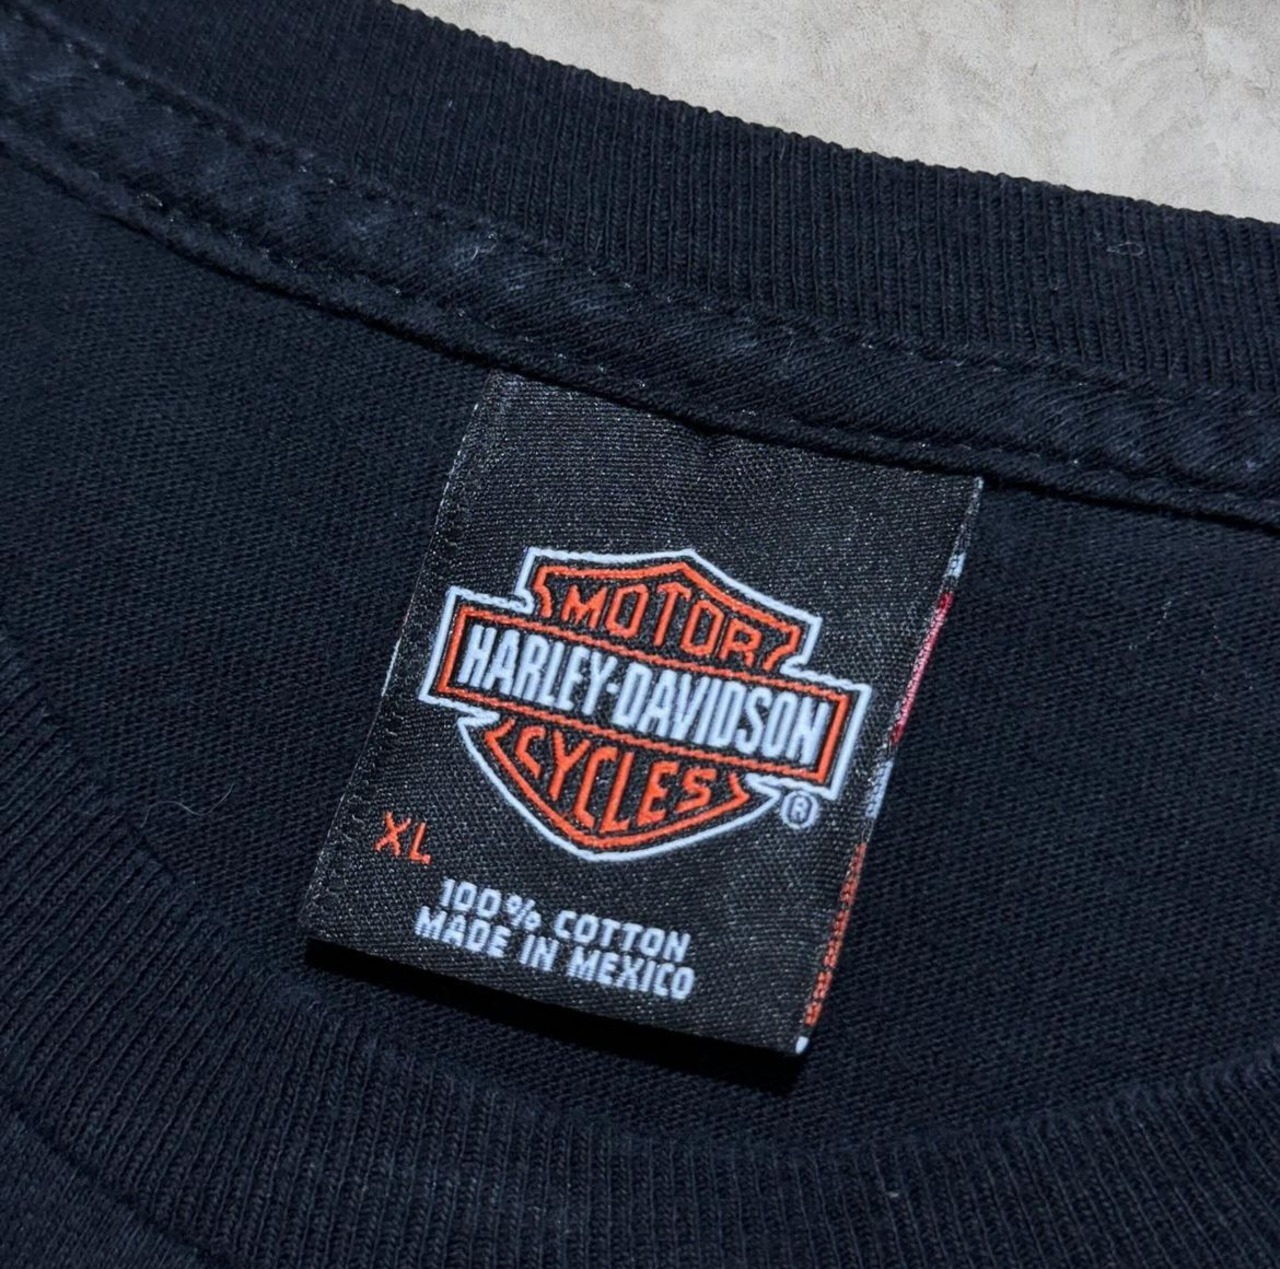 MOTOR
HARLEY-DAVIDSON
CYCLES
®
XL
100% COTTON
MADE IN MEXICO